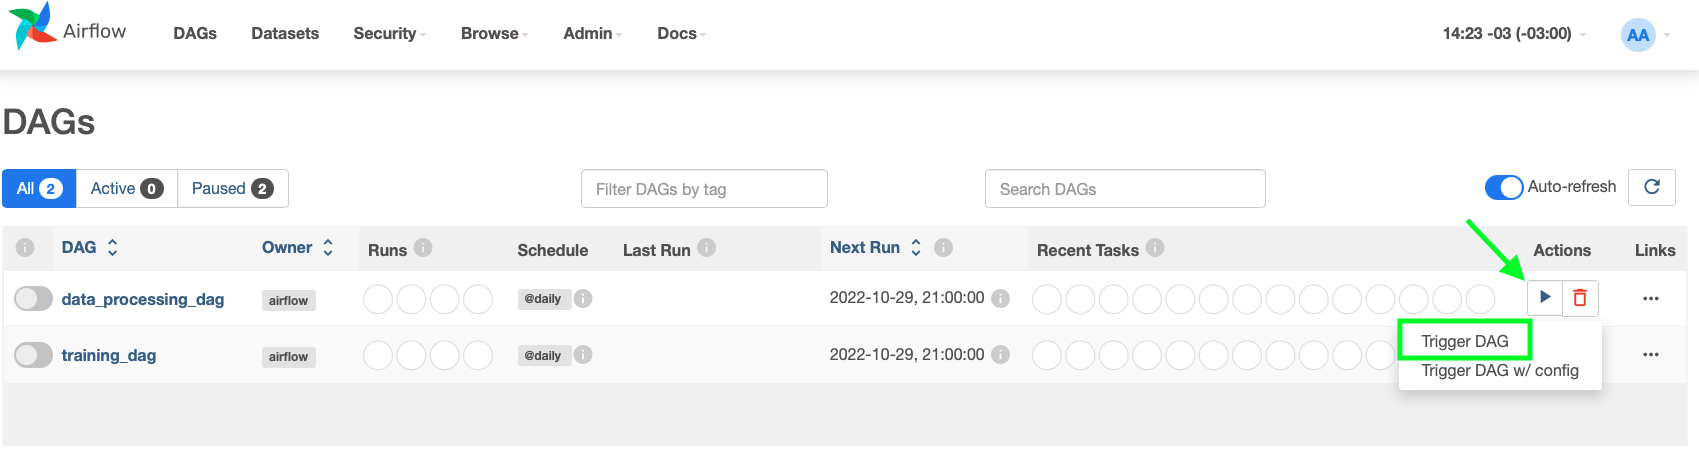 Airflow DAGs Datasets Security Browse Admin Docs 14:23 -03 (-03:00) AA
DAGs
All 2 Active 0 Paused 2 Filter DAGs by tag Search DAGs Auto-refresh
i DAG Owner Runs i Schedule Last Run i Next Run i Recent Tasks i Actions Links
data_processing_dag airflow @daily i 2022-10-29, 21:00:00 i ...
Trigger DAG
training_dag airflow @daily i 2022-10-29, 21:00:00 i ...
Trigger DAG w/ config